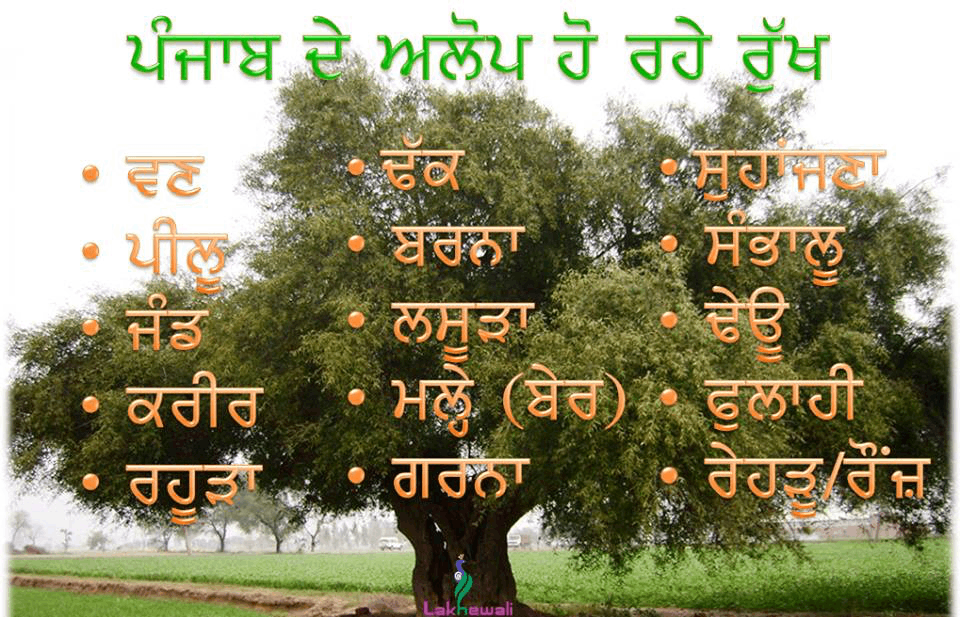 ਪੰਜਾਬ ਦੇ ਅਲੋਪ ਹੋ ਰਹੇ ਰੁੱਖ
• ਵਣ
• ਪੀਲੂ
• ਜੰਡ
• ਕਰੀਰ
• ਰਹੂੜਾ
• ਢੱਕ
• ਬਰਨਾ
• ਲਸੂੜਾ
• ਮਲ੍ਹੇ (ਬੇਰ)
• ਗਰਨਾ
• ਸੁਹਾਂਜਣਾ
• ਸੰਭਾਲੂ
• ਢੇਊ
• ਫੁਲਾਹੀ
• ਰੇਹੜੂ/ਰੌਂਜ਼
Lakhewali